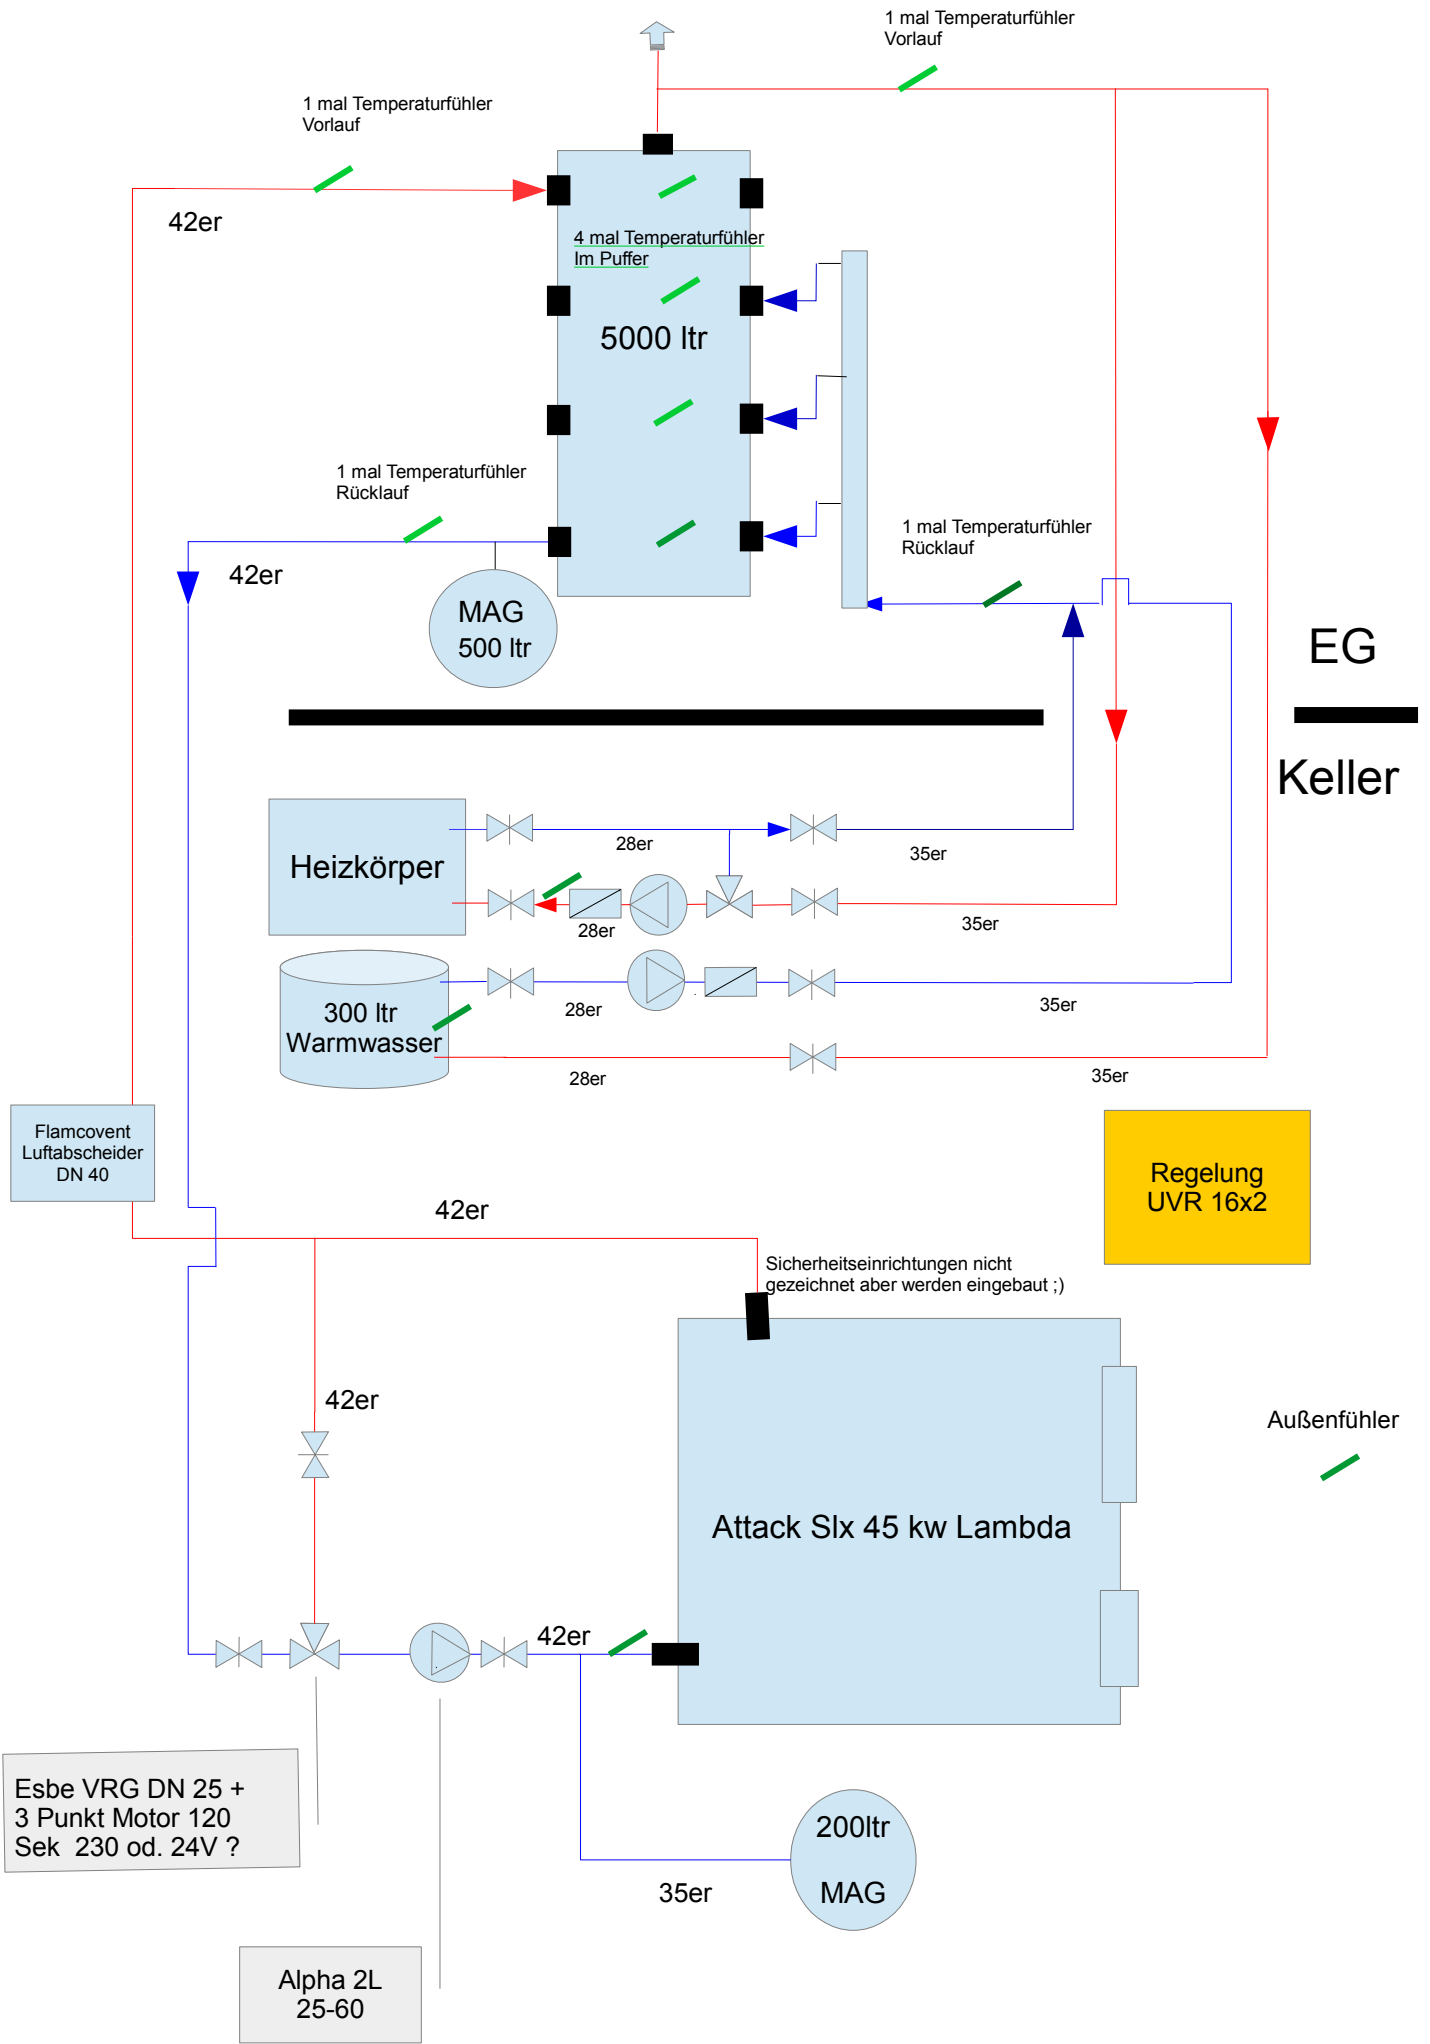 1 mal Temperaturfühler
Vorlauf
1 mal Temperaturfühler
Vorlauf
42er
4 mal Temperaturfühler
Im Puffer
5000 ltr
1 mal Temperaturfühler
Rücklauf
42er
MAG
500 ltr
1 mal Temperaturfühler
Rücklauf
EG
Keller
Heizkörper
28er
35er
28er
35er
300 ltr
Warmwasser
28er
35er
28er
35er
Flamcovent
Luftabscheider
DN 40
Regelung
UVR 16x2
42er
Sicherheitseinrichtungen nicht
gezeichnet aber werden eingebaut ;)
42er
Außenfühler
Attack Slx 45 kw Lambda
42er
Esbe VRG DN 25 +
3 Punkt Motor 120
Sek 230 od. 24V ?
200ltr
MAG
35er
Alpha 2L
25-60